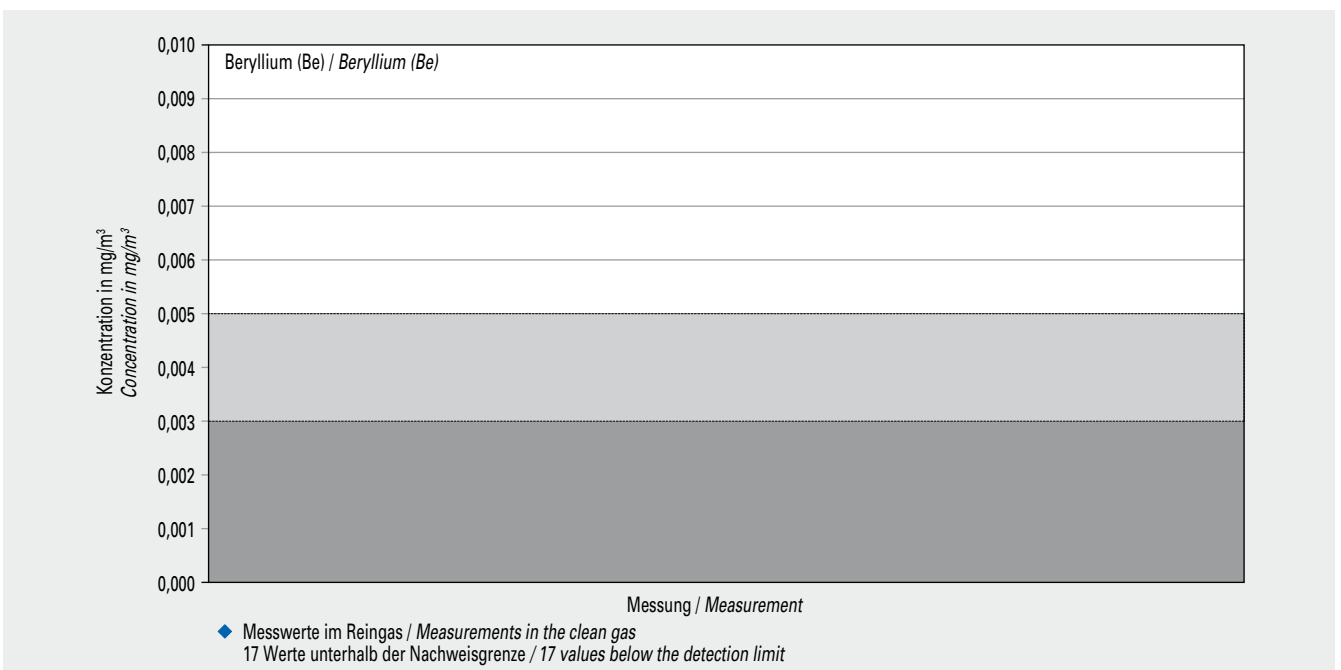 0,010
Beryllium (Be) / Beryllium (Be)
0,009
0,008
0,007
0,006
0,005
0,004
0,003
0,002
0,001
0,000
Konzentration in mg/m³
Concentration in mg/m³
Messung / Measurement
Messwerte im Reingas / Measurements in the clean gas
17 Werte unterhalb der Nachweisgrenze / 17 values below the detection limit